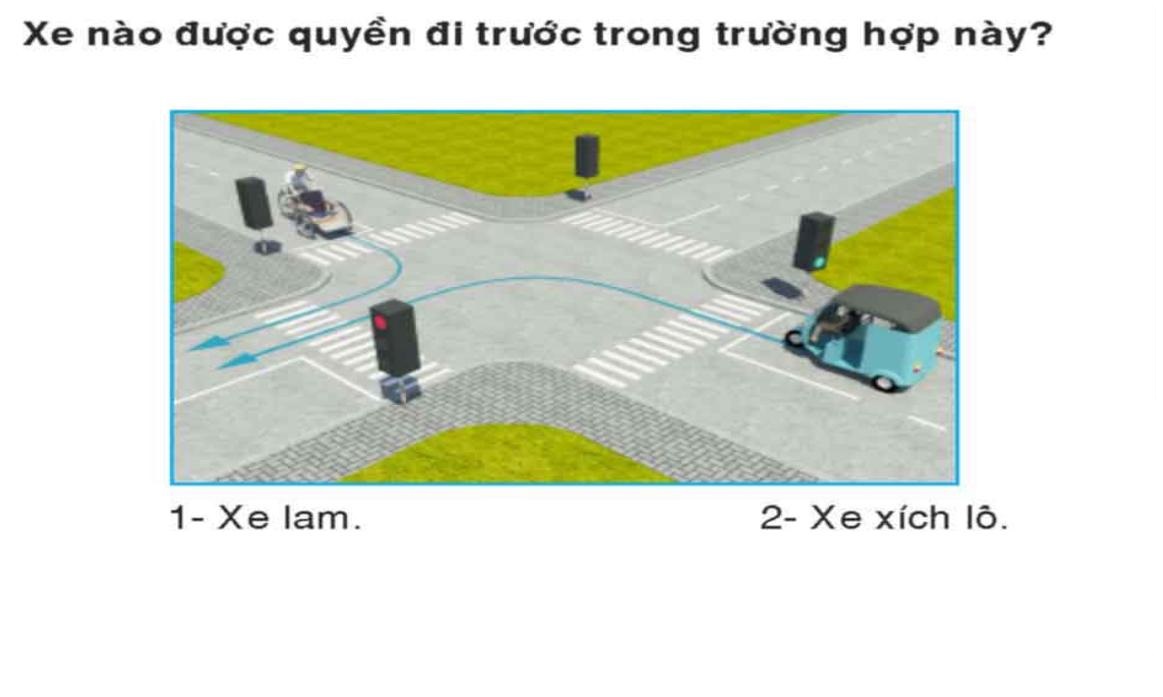 Xe nào được quyền đi trước trong trường hợp này?
1- Xe lam.
2- Xe xích lô.